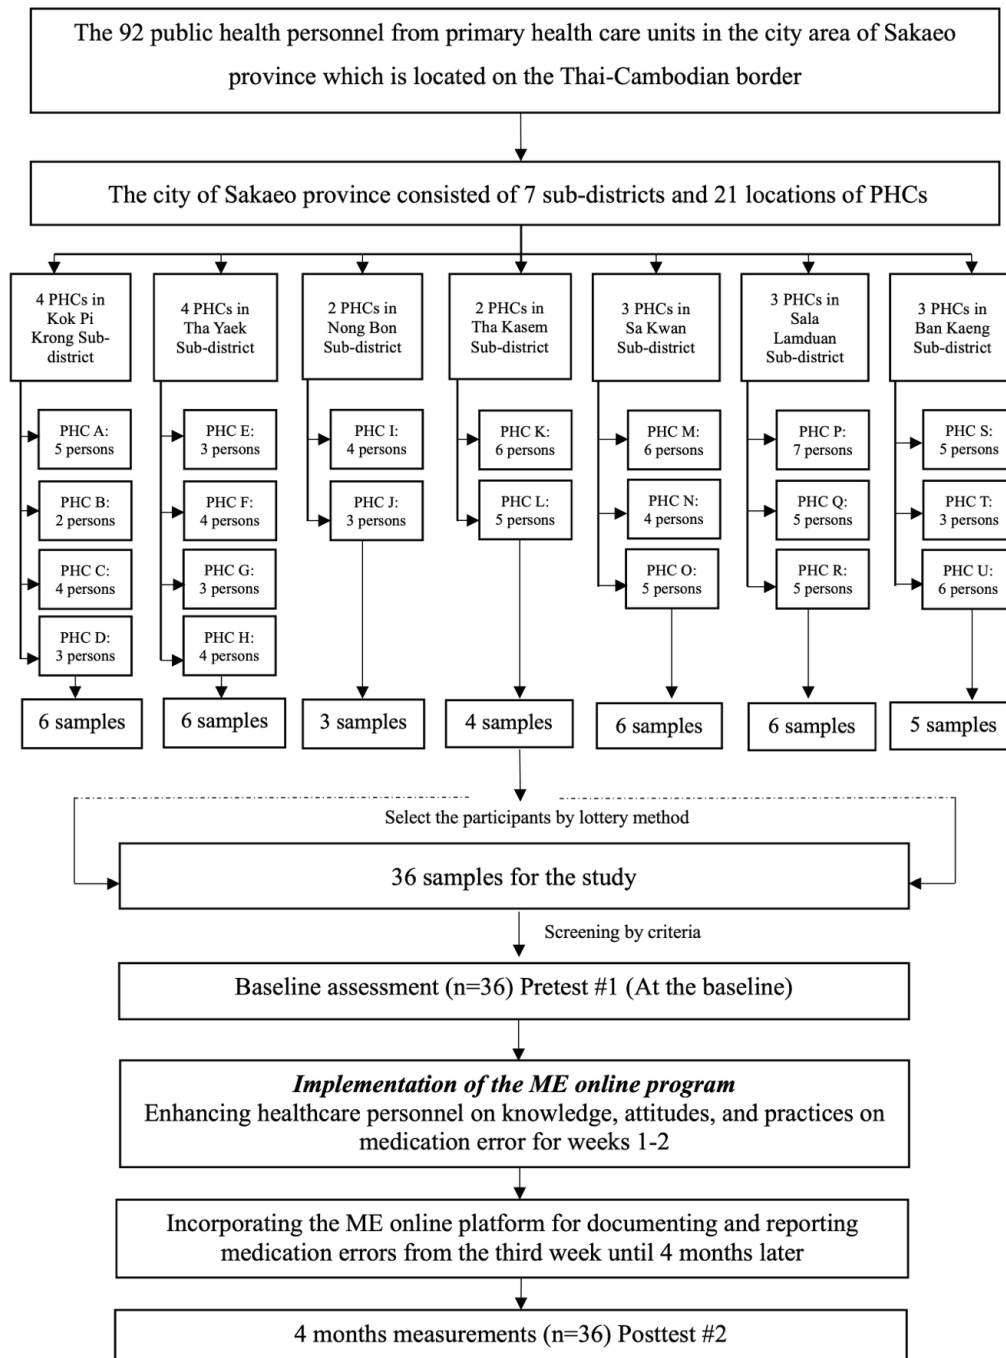 The 92 public health personnel from primary health care units in the city area of Sakaeo
province which is located on the Thai-Cambodian border
The city of Sakaeo province consisted of 7 sub-districts and 21 locations of PHCs
4 PHCs in
Kok Pi
Krong Sub-
district
PHC A:
5 persons
PHC B:
2 persons
PHC C:
4 persons
PHC D:
3 persons
6 samples
4 PHCs in
Tha Yaek
Sub-district
PHC E:
3 persons
PHC F:
4 persons
PHC G:
3 persons
PHC H:
4 persons
6 samples
2 PHCs in
Nong Bon
Sub-district
PHC I:
4 persons
PHC J:
3 persons
3 samples
2 PHCs in
Tha Kasem
Sub-district
PHC K:
6 persons
PHC L:
5 persons
4 samples
3 PHCs in
Sa Kwan
Sub-district
PHC M:
6 persons
PHC N:
4 persons
PHC O:
5 persons
6 samples
3 PHCs in
Sala
Lamduan
Sub-district
PHC P:
7 persons
PHC Q:
5 persons
PHC R:
5 persons
6 samples
3 PHCs in
Ban Kaeng
Sub-district
PHC S:
5 persons
PHC T:
3 persons
PHC U:
6 persons
5 samples
Select the participants by lottery method
36 samples for the study
Screening by criteria
Baseline assessment (n=36) Pretest #1 (At the baseline)
Implementation of the ME online program
Enhancing healthcare personnel on knowledge, attitudes, and practices on
medication error for weeks 1-2
Incorporating the ME online platform for documenting and reporting
medication errors from the third week until 4 months later
4 months measurements (n=36) Posttest #2